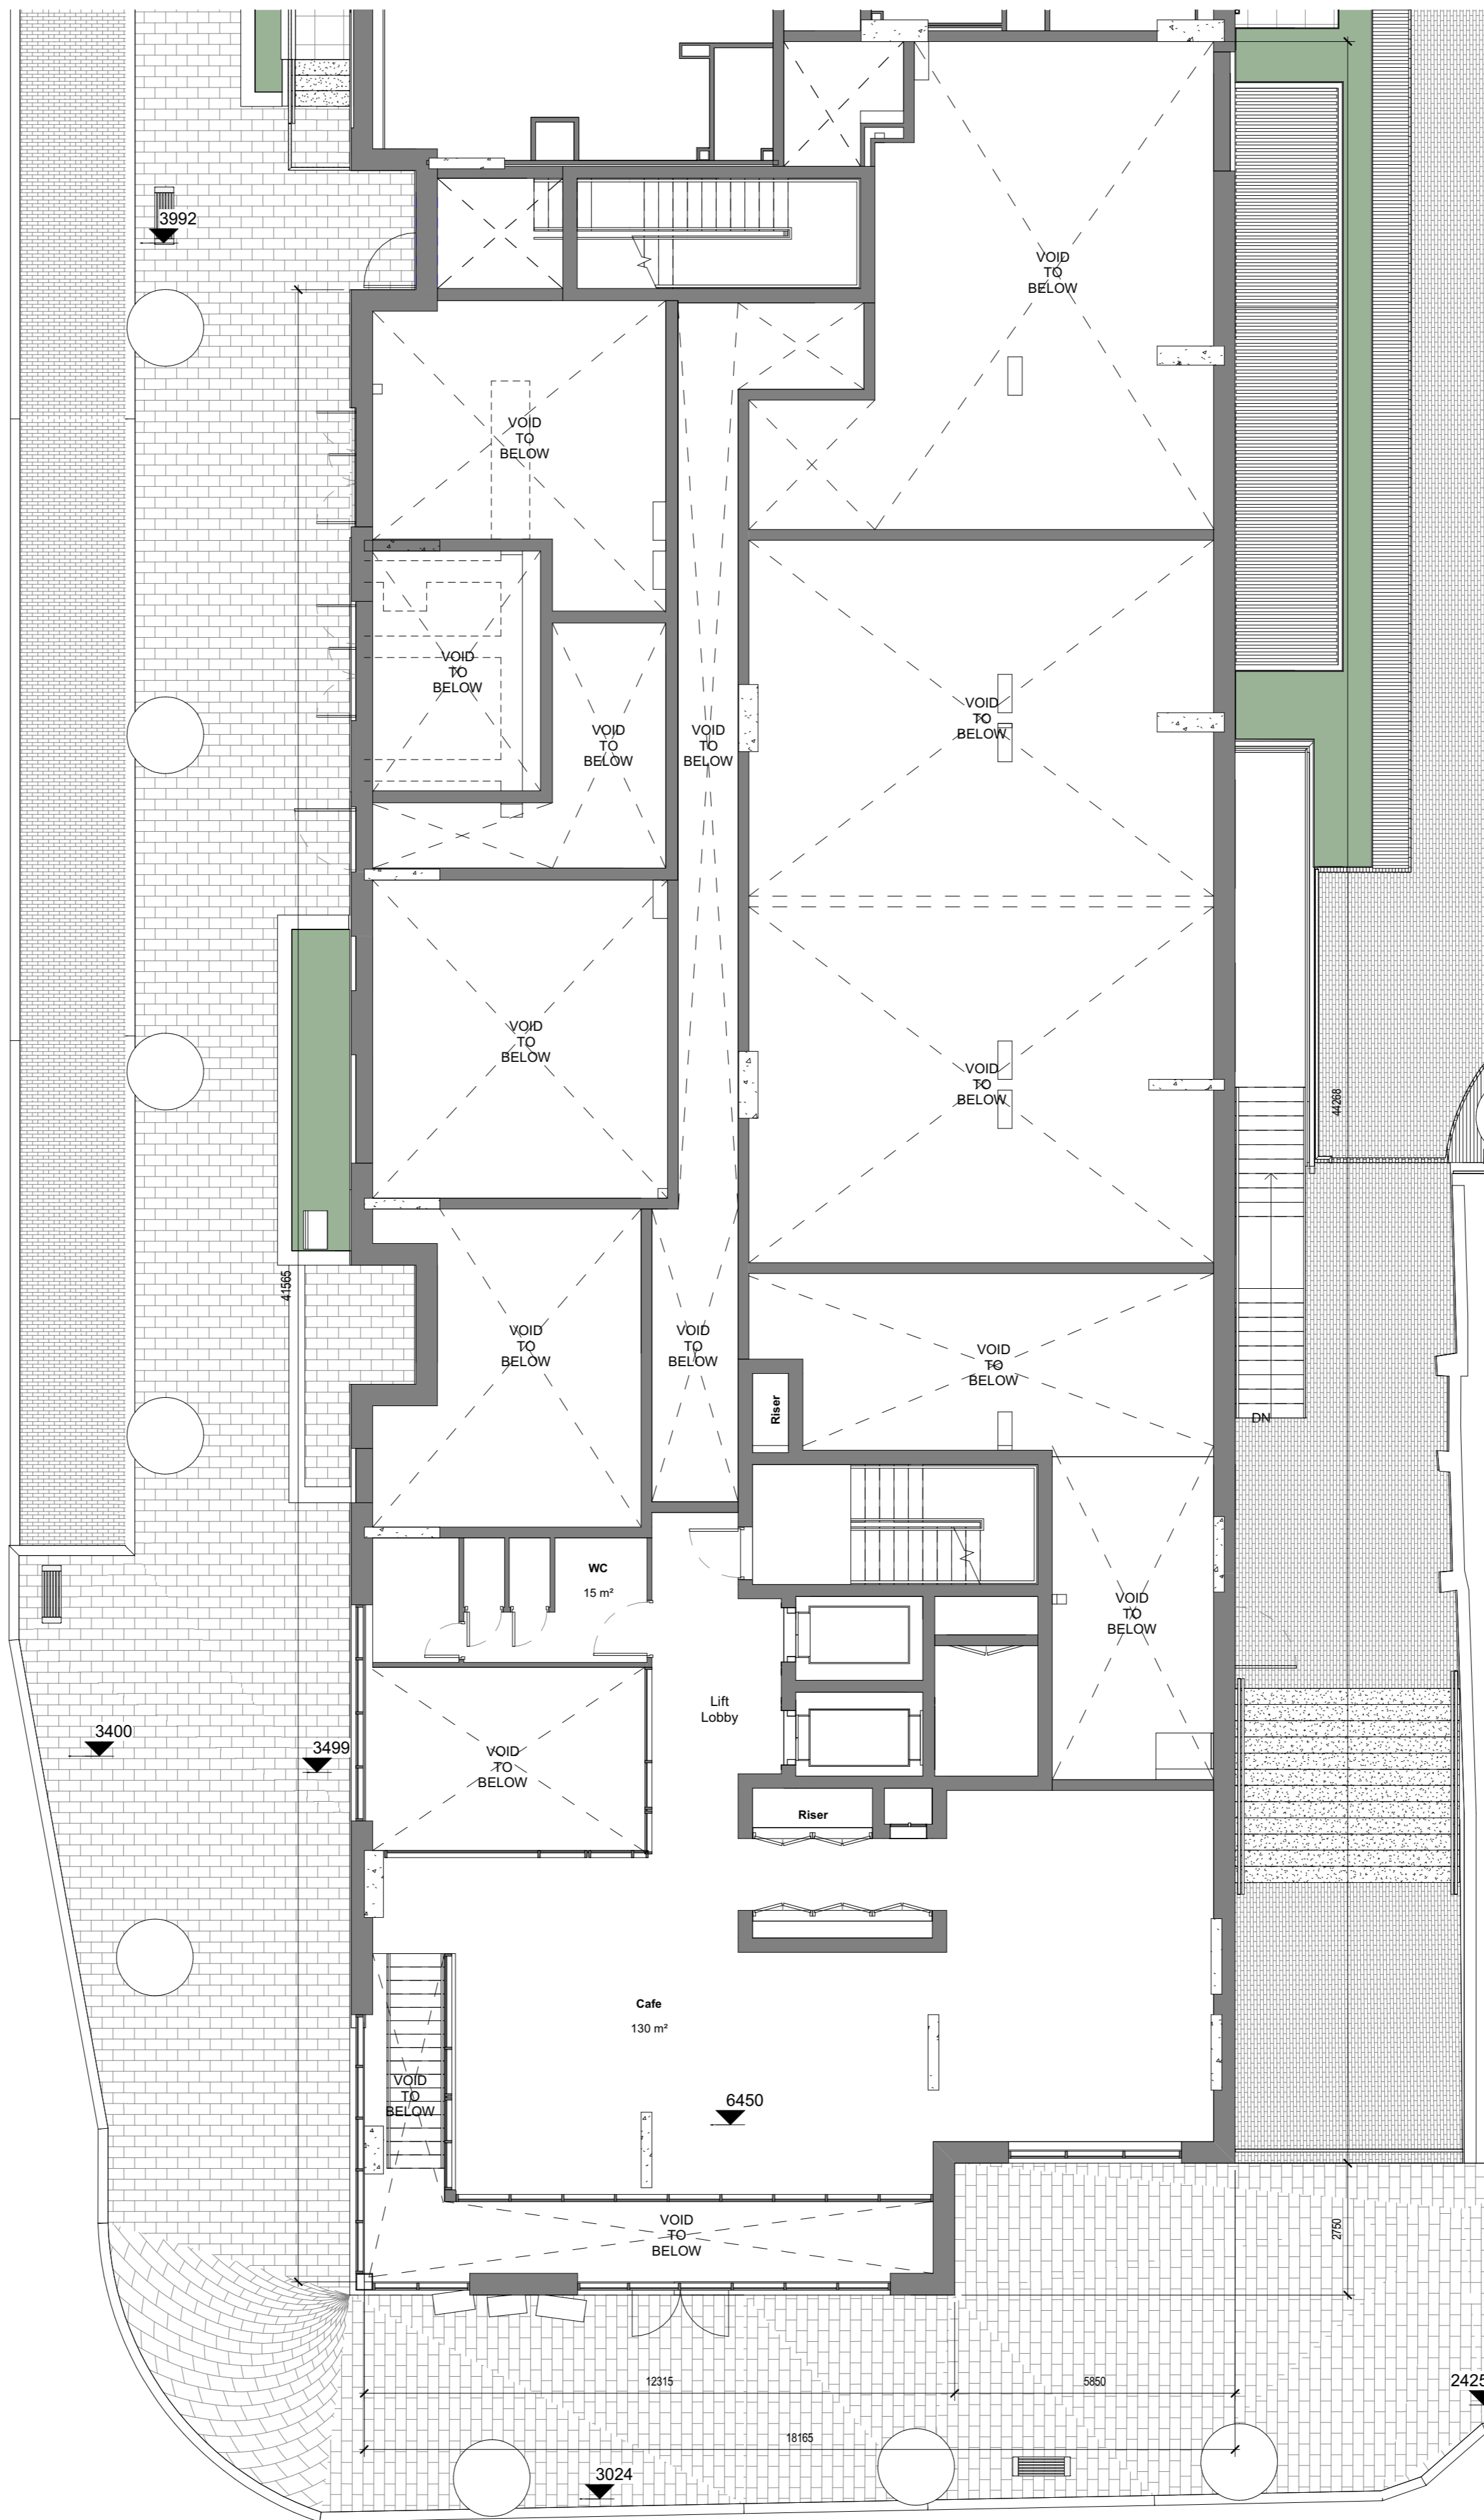 3992
VOID
TO
BELOW
VOID
TO
BELOW
VOID
TO
BELOW
VOID
TO
BELOW
VOID
TO
BELOW
VOID
TO
BELOW
VOID
TO
BELOW
VOID
TO
BELOW
44268
41565
VOID
TO
BELOW
VOID
TO
BELOW
VOID
TO
BELOW
Riser
DN
WC
15 m²
VOID
TO
BELOW
Lift
Lobby
3400
3499
VOID
TO
BELOW
Riser
Cafe
130 m²
VOID
TO
BELOW
6450
VOID
TO
BELOW
2750
12315
5850
2425
18165
3024